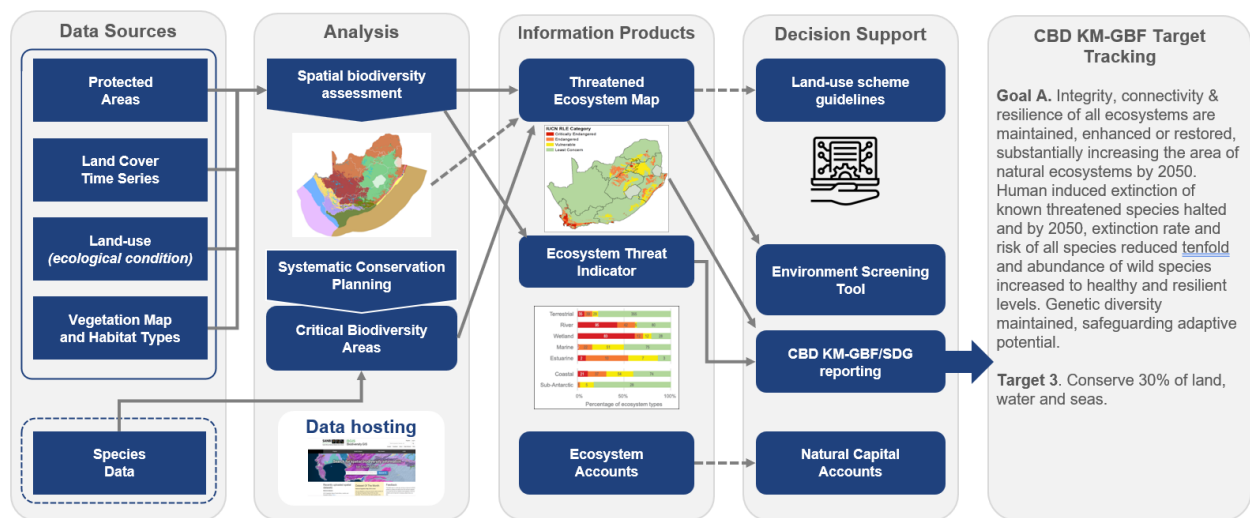 Data Sources
Protected
Areas
Land Cover
Time Series
Land-use
(ecological condition)
Vegetation Map
and Habitat Types
Species
Data
Analysis
Spatial biodiversity
assessment
Systematic Conservation
Planning
Critical Biodiversity
Areas
Data hosting
Information Products
Threatened
Ecosystem Map
IUCN RLE Category
Critically Endangered
Endangered
Vulnerable
Least Concern
Ecosystem Threat
Indicator
Terrestrial
River
Wetland
Marine
Estuarine
Coastal
Sub-Antarctic
0%
50%
100%
Percentage of ecosystem types
Ecosystem
Accounts
Decision Support
Land-use scheme
guidelines
Environment Screening
Tool
CBD KM-GBF/SDG
reporting
Natural Capital
Accounts
CBD KM-GBF Target
Tracking
Goal A. Integrity, connectivity &
resilience of all ecosystems are
maintained, enhanced or restored,
substantially increasing the area of
natural ecosystems by 2050.
Human induced extinction of
known threatened species halted
and by 2050, extinction rate and
risk of all species reduced tenfold
and abundance of wild species
increased to healthy and resilient
levels. Genetic diversity
maintained, safeguarding adaptive
potential.
Target 3. Conserve 30% of land,
water and seas.